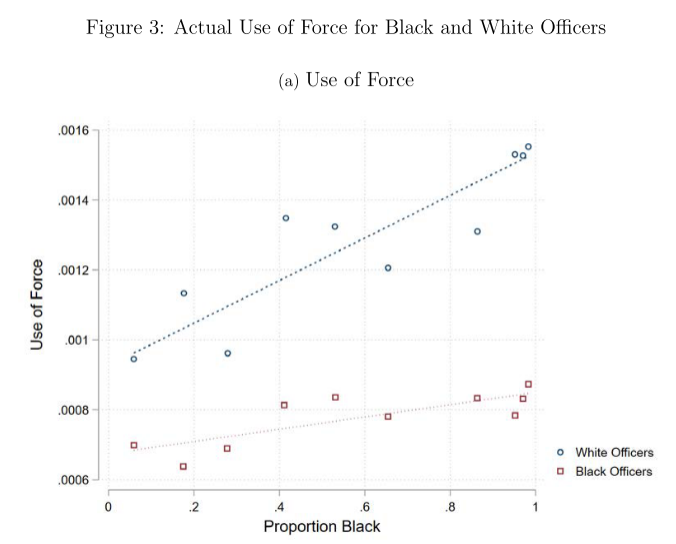 Figure 3: Actual Use of Force for Black and White Officers
(a) Use of Force
.0016
.0014
.0012
.001
.0008
.0006
Use of Force
0 .2 .4 .6 .8 1
Proportion Black
White Officers
Black Officers